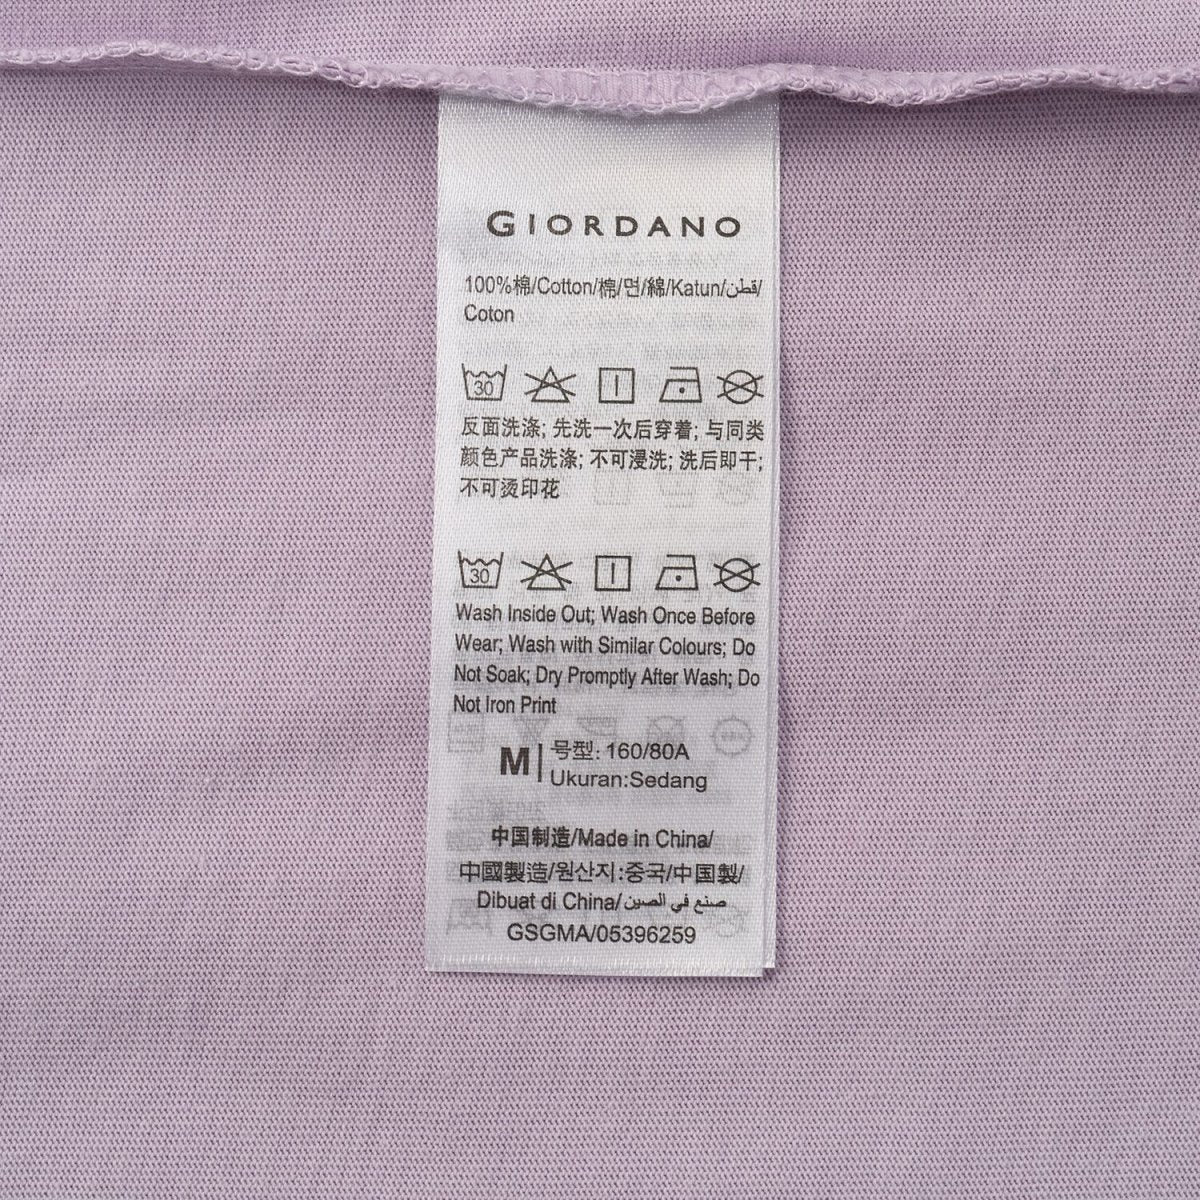 GIORDANO
100%棉/Cotton/棉/면/綿/Katun/قطن/
Coton
30
反面洗涤; 先洗一次后穿着; 与同类
颜色产品洗涤; 不可浸洗; 洗后即干;
不可烫印花
30
Wash Inside Out; Wash Once Before
Wear; Wash with Similar Colours; Do
Not Soak; Dry Promptly After Wash; Do
Not Iron Print
M 号型: 160/80A
Ukuran:Sedang
中国制造/Made in China/
中國製造/원산지:중국/中国製/
Dibuat di China/صنع في الصين
GSGMA/05396259